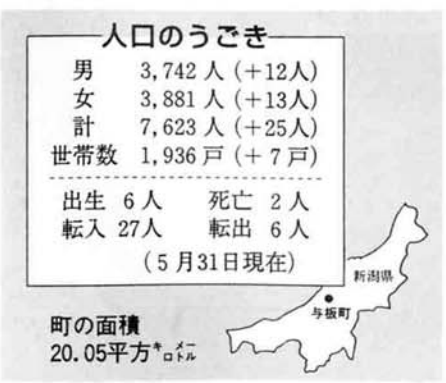 人口のうごき
男 3,742人(+12人)
女 3,881人(+13人)
計 7,623人(+25人)
世帯数 1,936戸(+7戸)
出生 6人 死亡 2人
転入 27人 転出 6人
(5月31日現在)
新潟県
与板町
町の面積
20.05平方キロメートル